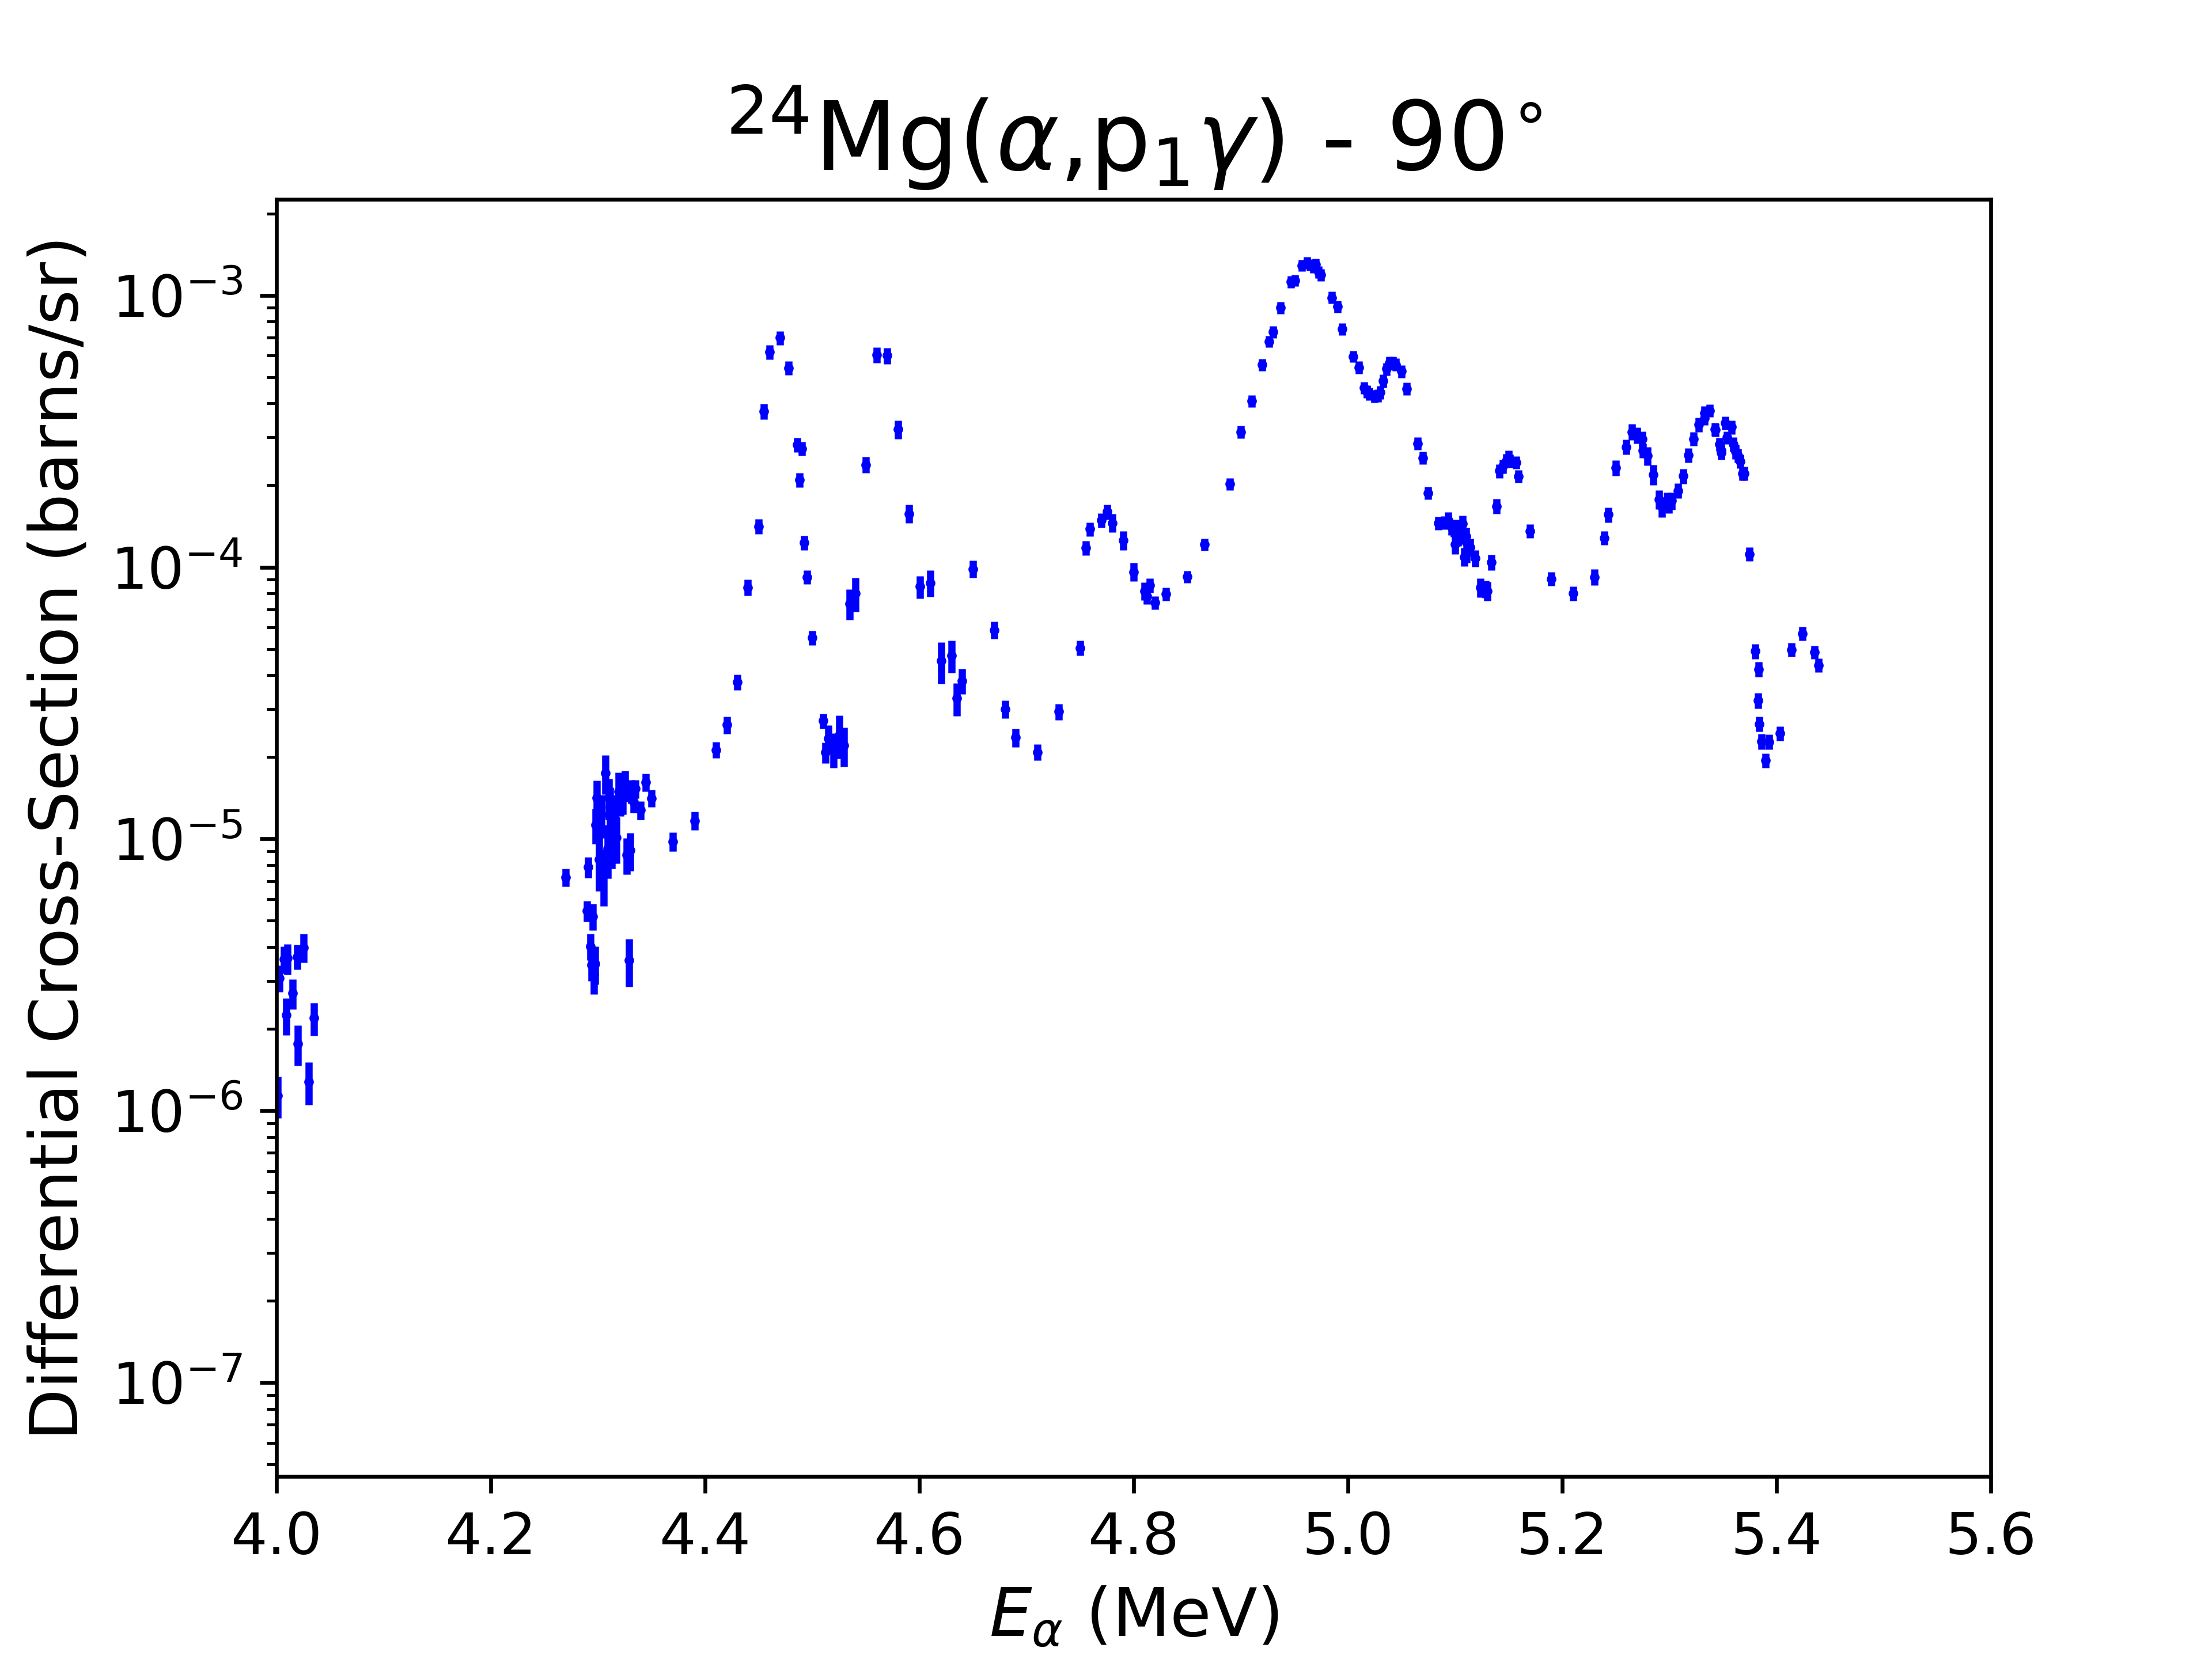 ²⁴Mg(α,p₁γ) - 90°
Differential Cross-Section (barns/sr)
10⁻³
10⁻⁴
10⁻⁵
10⁻⁶
10⁻⁷
4.0 4.2 4.4 4.6 4.8 5.0 5.2 5.4 5.6
Eα (MeV)